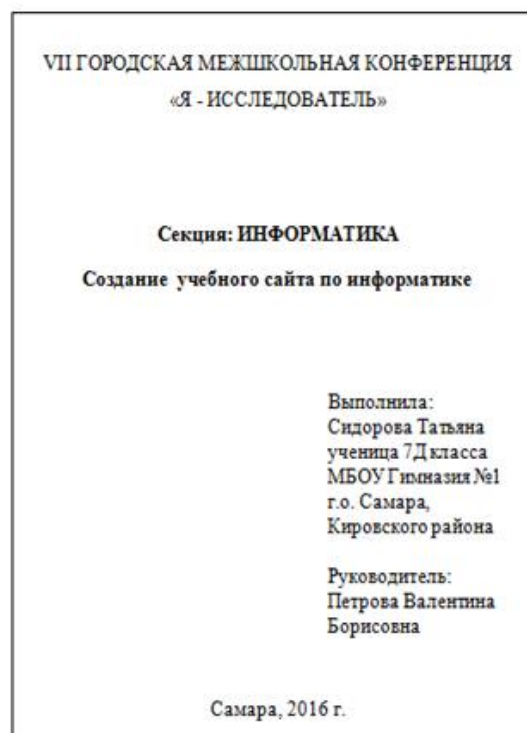 VII ГОРОДСКАЯ МЕЖШКОЛЬНАЯ КОНФЕРЕНЦИЯ
«Я - ИССЛЕДОВАТЕЛЬ»
Секция: ИНФОРМАТИКА
Создание учебного сайта по информатике
Выполнила:
Сидорова Татьяна
ученица 7Д класса
МБОУ Гимназия №1
г.о. Самара,
Кировского района
Руководитель:
Петрова Валентина
Борисовна
Самара, 2016 г.